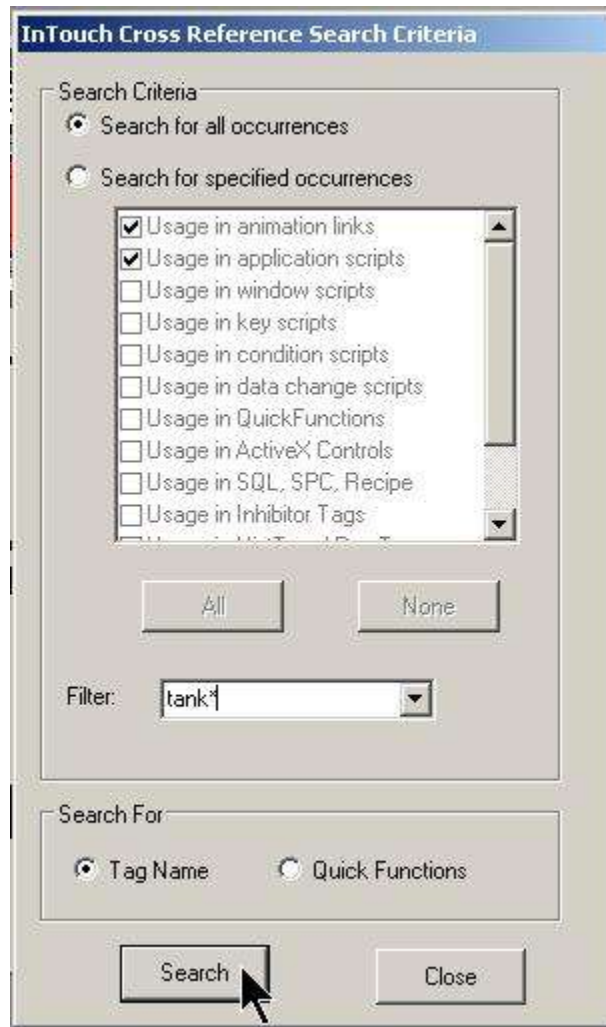 InTouch Cross Reference Search Criteria
Search Criteria
Search for all occurrences
Search for specified occurrences
Usage in animation links
Usage in application scripts
Usage in window scripts
Usage in key scripts
Usage in condition scripts
Usage in data change scripts
Usage in QuickFunctions
Usage in ActiveX Controls
Usage in SQL, SPC, Recipe
Usage in Inhibitor Tags
All None
Filter: tank*
Search For
Tag Name Quick Functions
Search Close